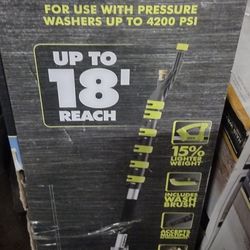 FOR USE WITH PRESSURE
WASHERS UP TO 4200 PSI
UP TO
18'
REACH
15%
LIGHTER
WEIGHT*
INCLUDES
WASH
BRUSH
ACCEPTS